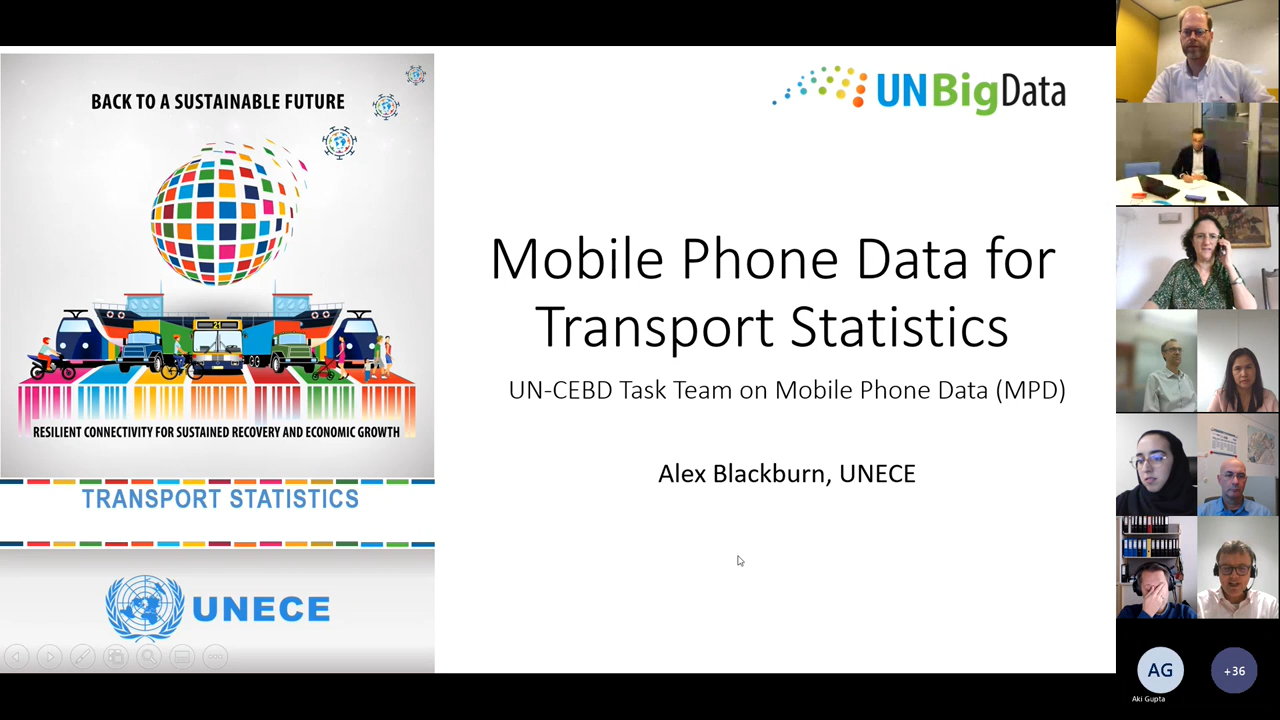 BACK TO A SUSTAINABLE FUTURE
21
RESILIENT CONNECTIVITY FOR SUSTAINED RECOVERY AND ECONOMIC GROWTH
TRANSPORT STATISTICS
UNECE
UNBigData
Mobile Phone Data for
Transport Statistics
UN-CEBD Task Team on Mobile Phone Data (MPD)
Alex Blackburn, UNECE
AG
Aki Gupta
+36